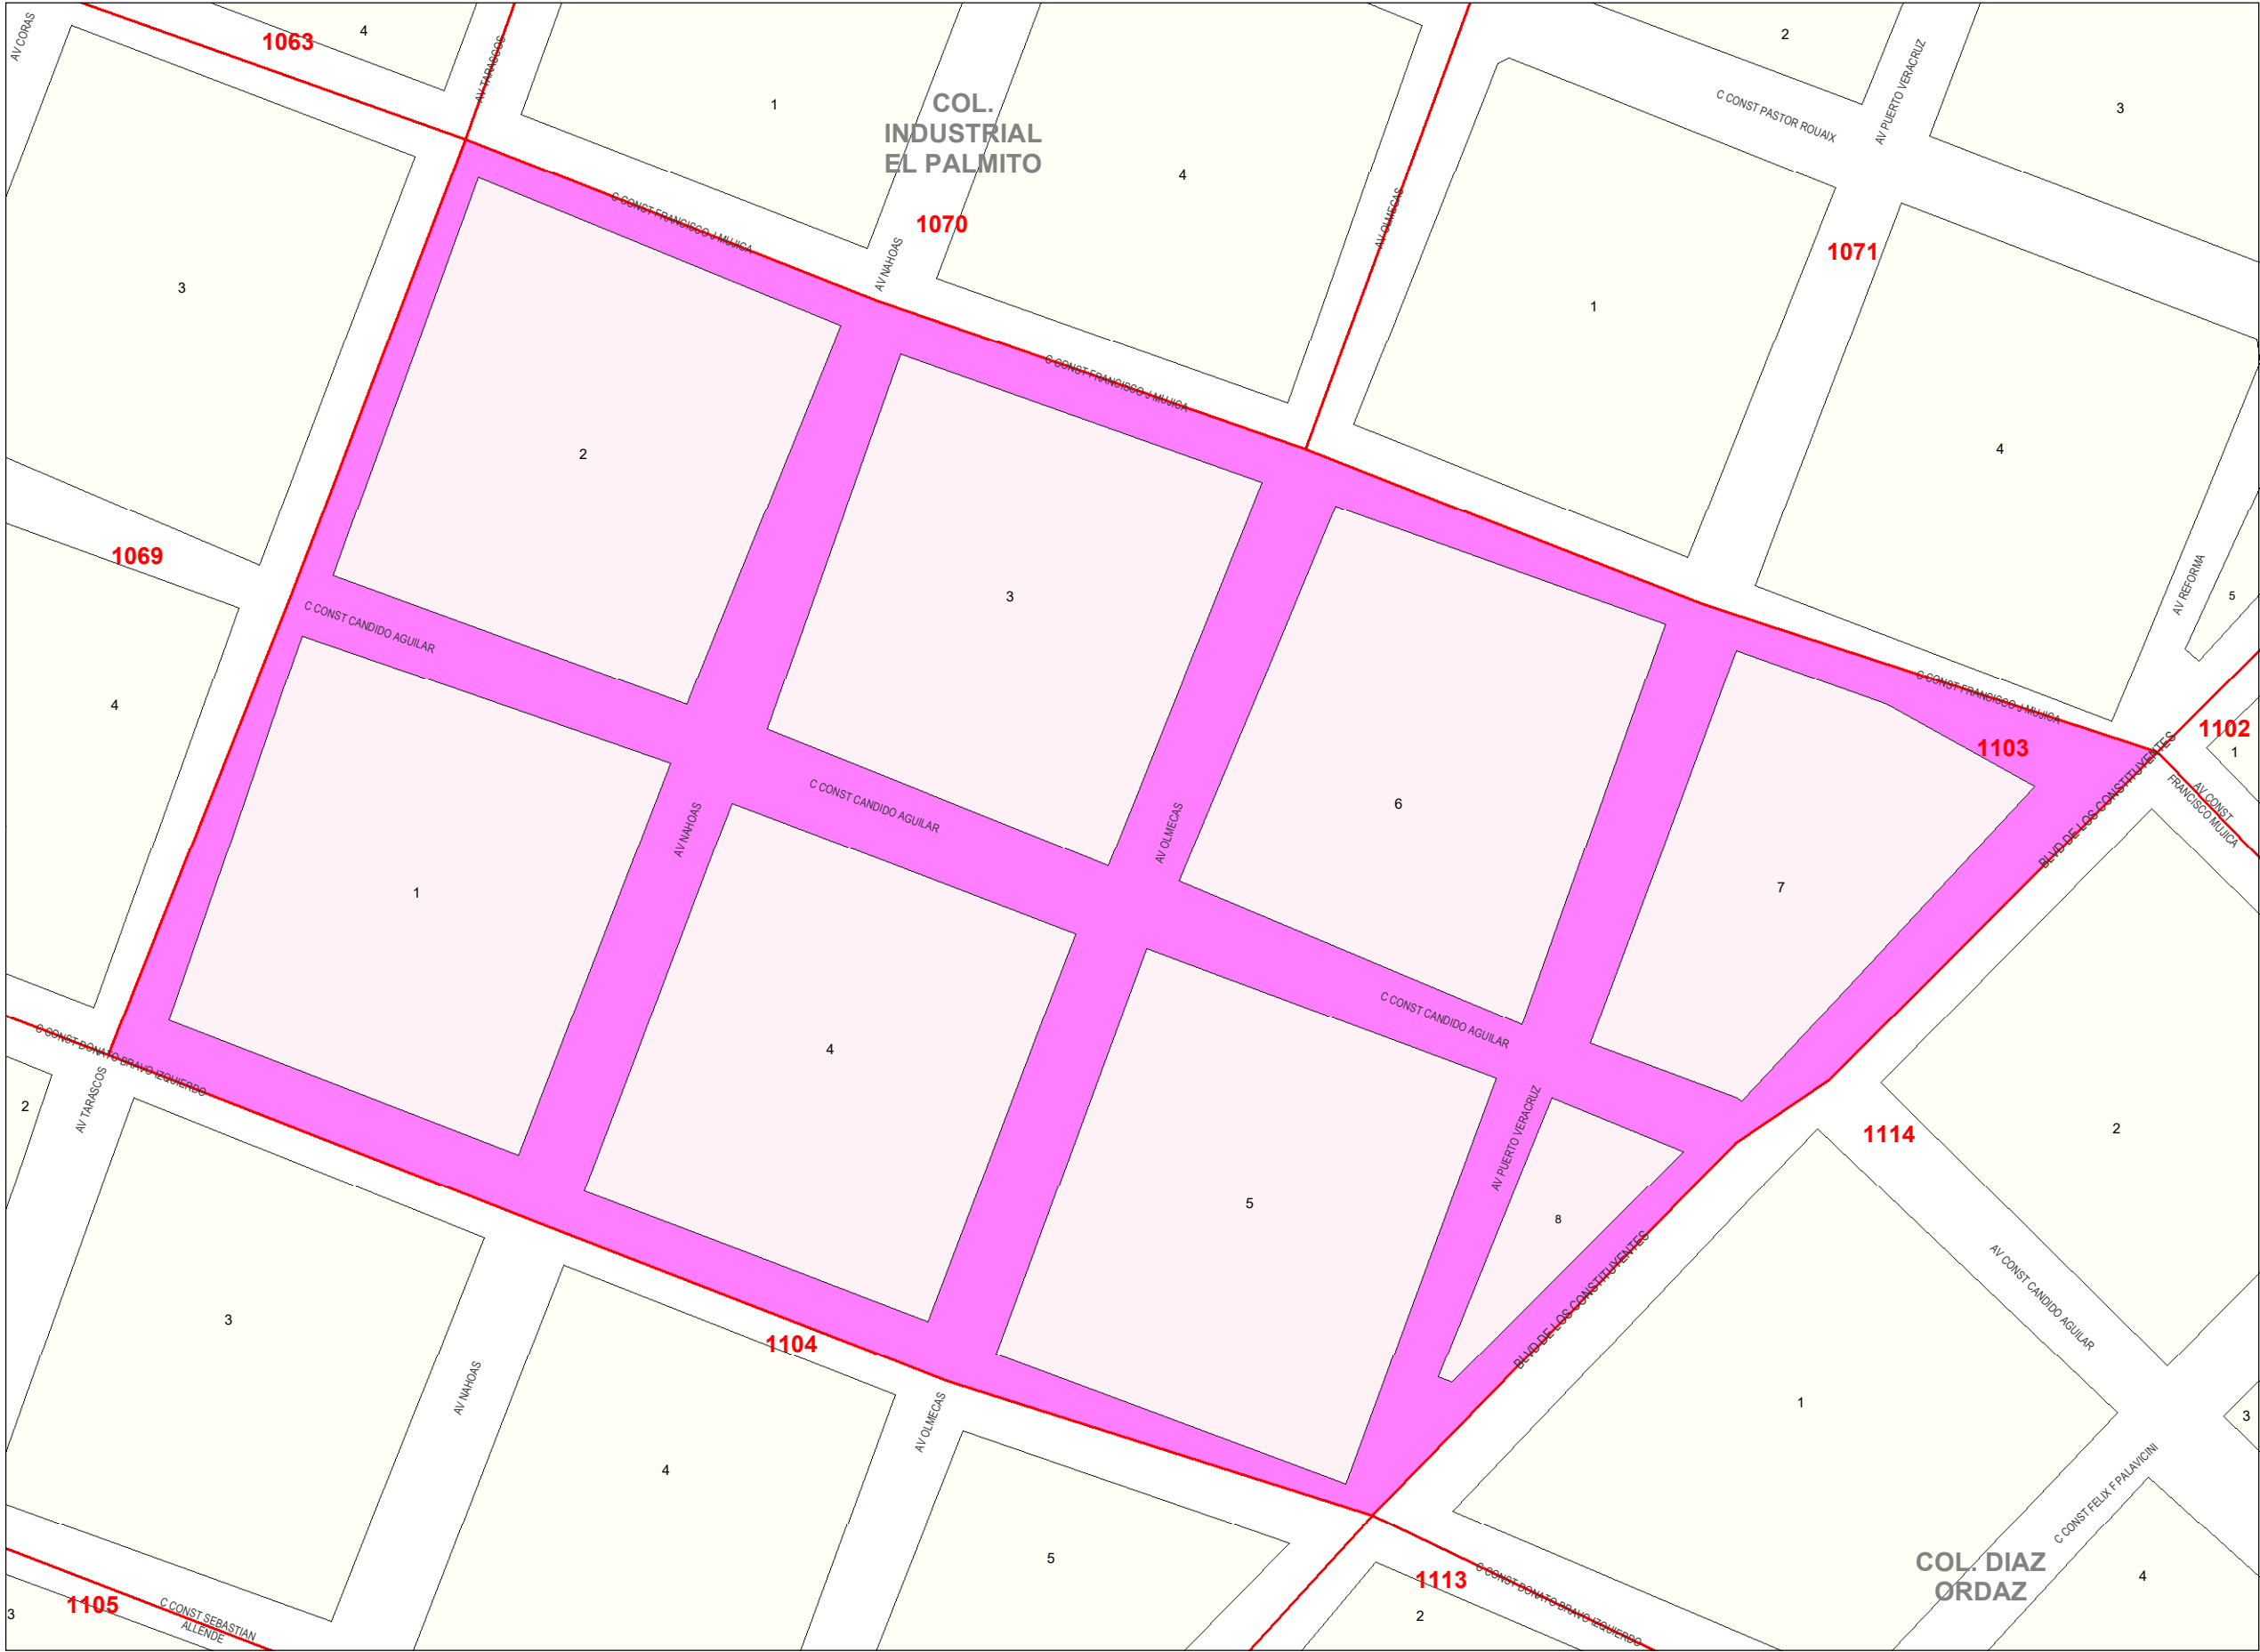 AV CORAS
1063
4
AV TARASCOS
1
COL.
INDUSTRIAL
EL PALMITO
4
2
C CONST PASTOR ROUAIX
AV PUERTO VERACRUZ
3
C CONST FRANCISCO J MUJICA
1070
AV NAHOAS
AV OLMECAS
1071
3
1
C CONST FRANCISCO J MUJICA
2
4
1069
3
C CONST CANDIDO AGUILAR
AV REFORMA
5
4
C CONST FRANCISCO J MUJICA
1103
1102
1
AV CONST
FRANCISCO MUJICA
BLVD DE LOS CONSTITUYENTES
C CONST CANDIDO AGUILAR
AV NAHOAS
AV OLMECAS
6
7
1
C CONST CANDIDO AGUILAR
C CONST DONATO BRAVO IZQUIERDO
4
2
AV TARASCOS
AV PUERTO VERACRUZ
1114
2
5
8
BLVD DE LOS CONSTITUYENTES
AV CONST CANDIDO AGUILAR
3
1104
AV NAHOAS
AV OLMECAS
1
3
4
C CONST FELIX F PALAVICINI
5
COL. DIAZ
ORDAZ
4
1113
C CONST DONATO BRAVO IZQUIERDO
2
3
1105
C CONST SEBASTIAN
ALLENDE